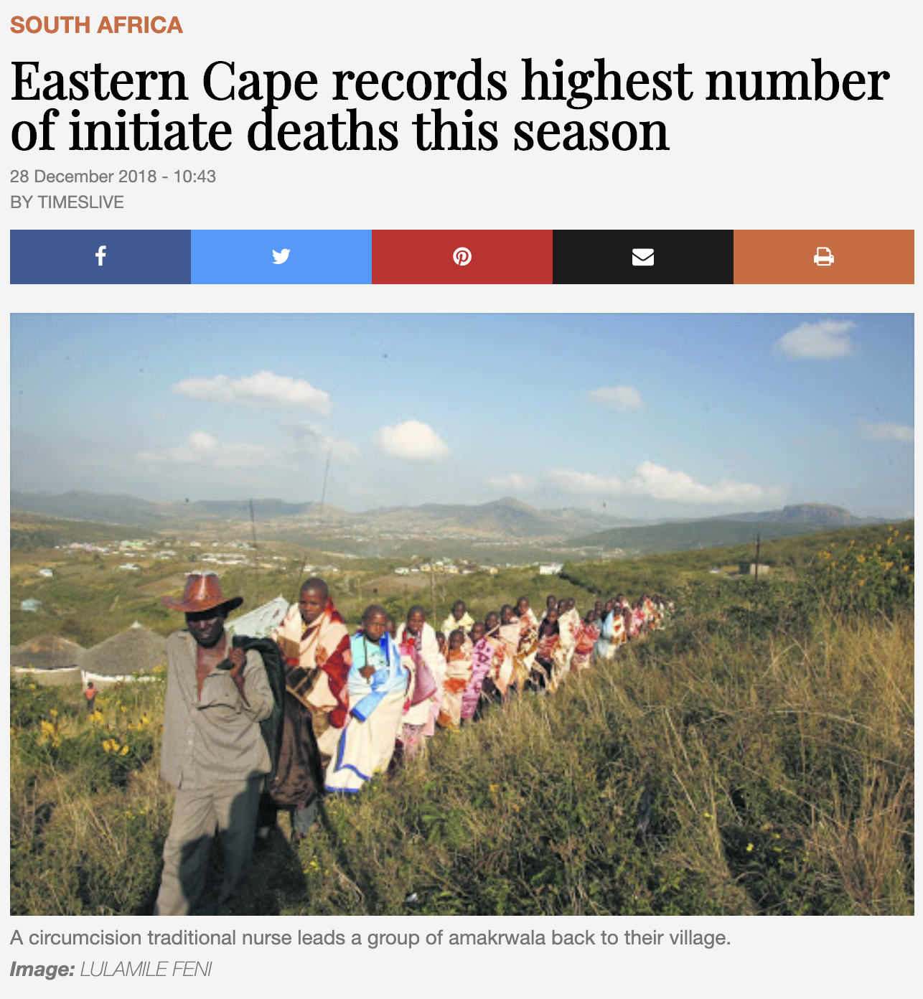 SOUTH AFRICA
Eastern Cape records highest number
of initiate deaths this season
28 December 2018 - 10:43
BY TIMESLIVE
A circumcision traditional nurse leads a group of amakrwala back to their village.
Image: LULAMILE FENI